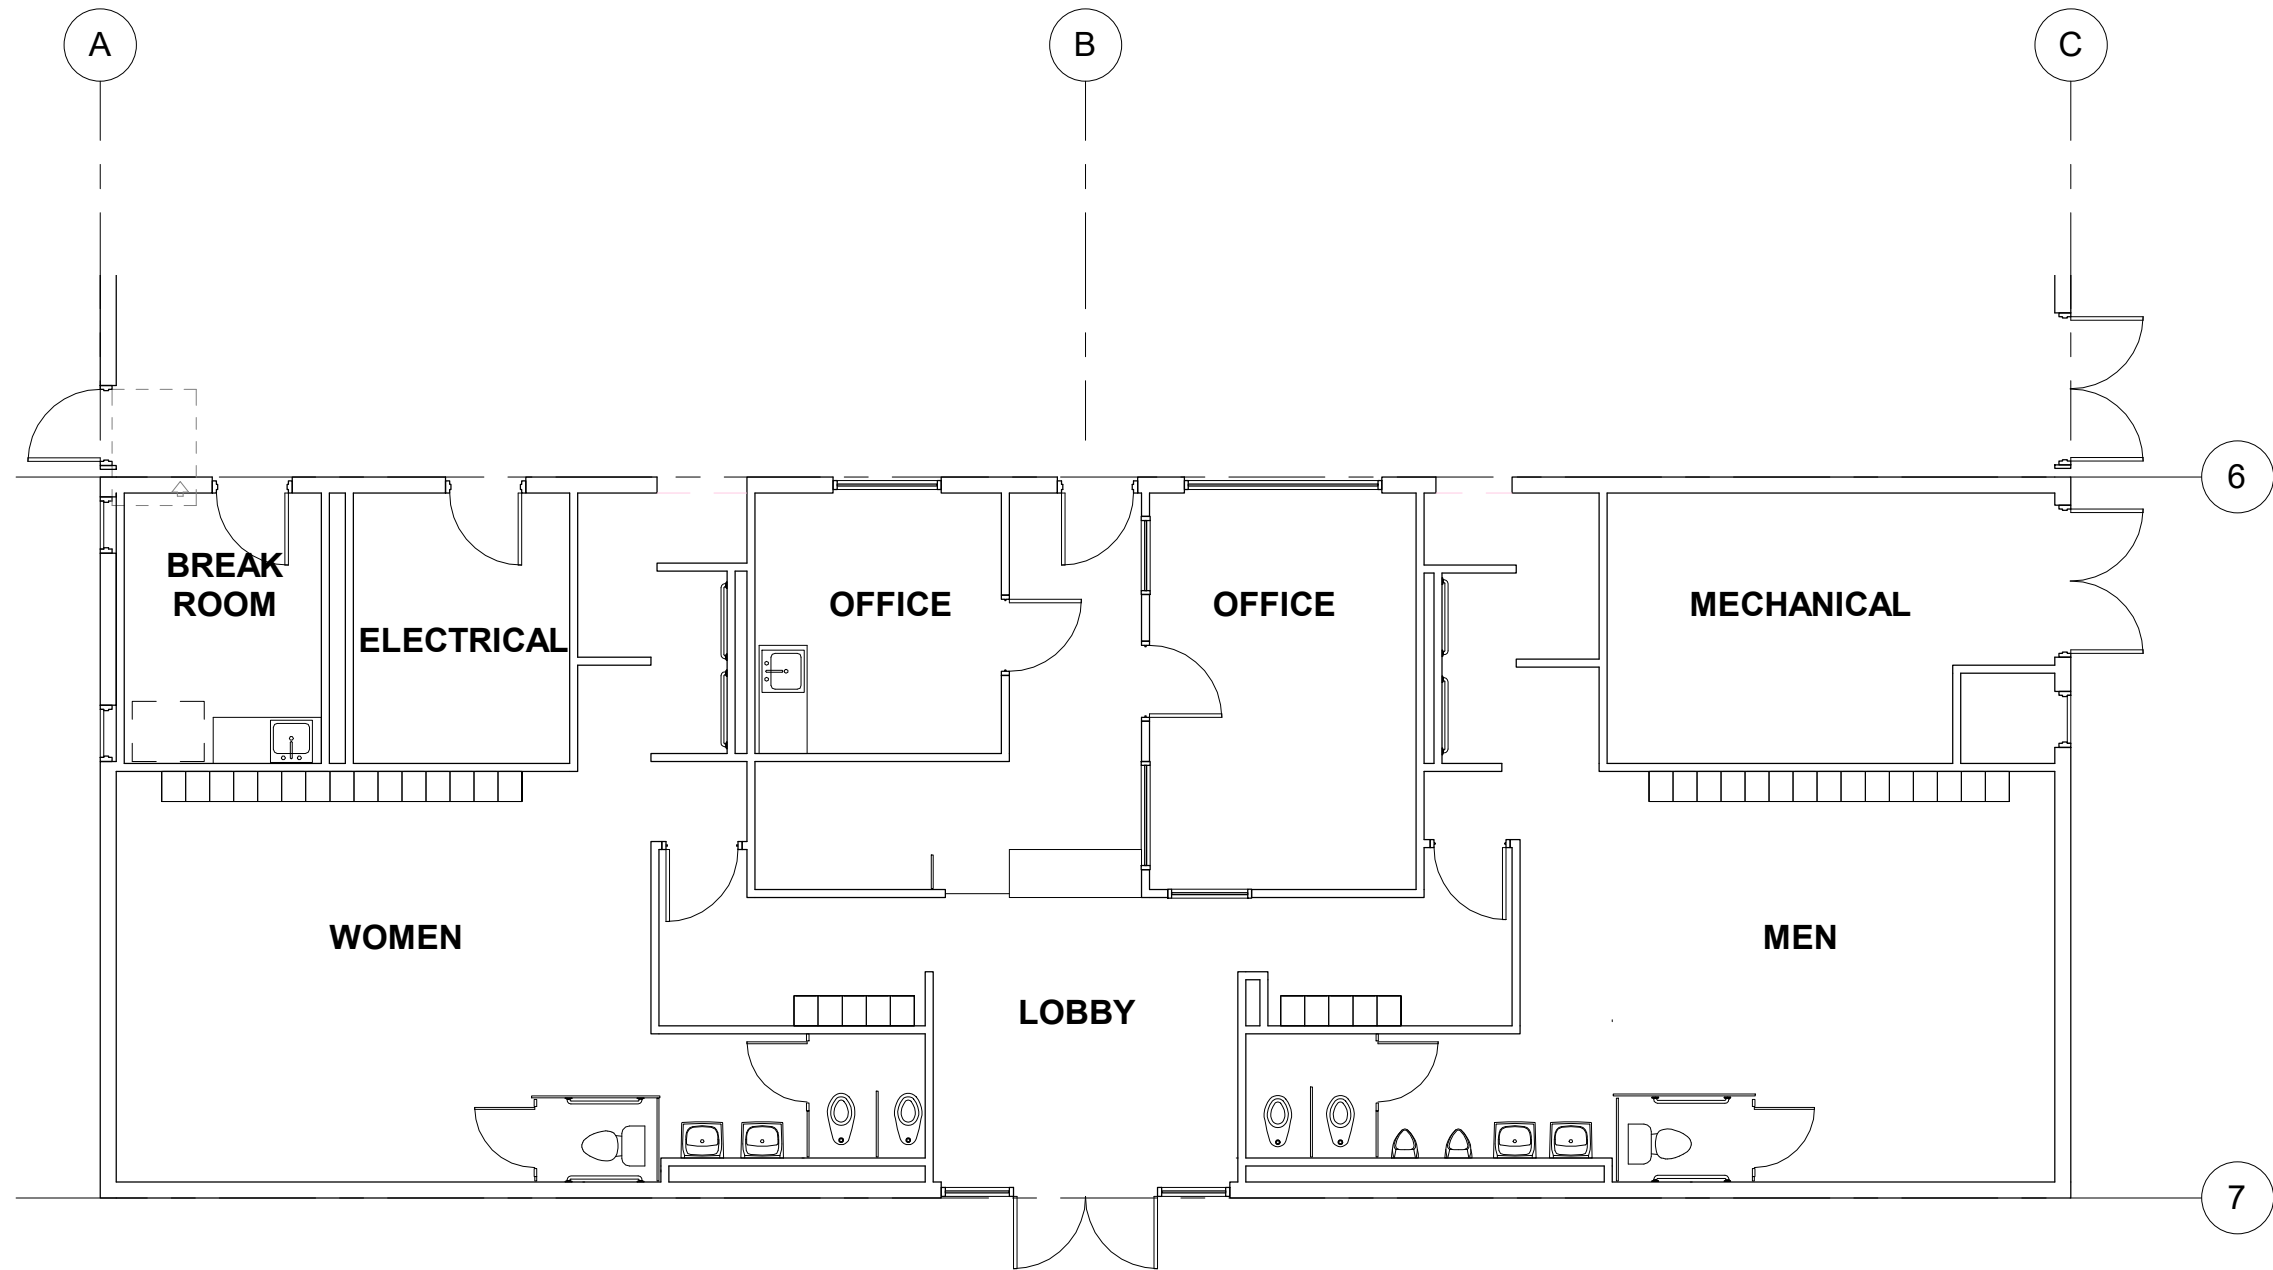 A
B
C
6
BREAK
ROOM
OFFICE
OFFICE
MECHANICAL
ELECTRICAL
WOMEN
MEN
LOBBY
7